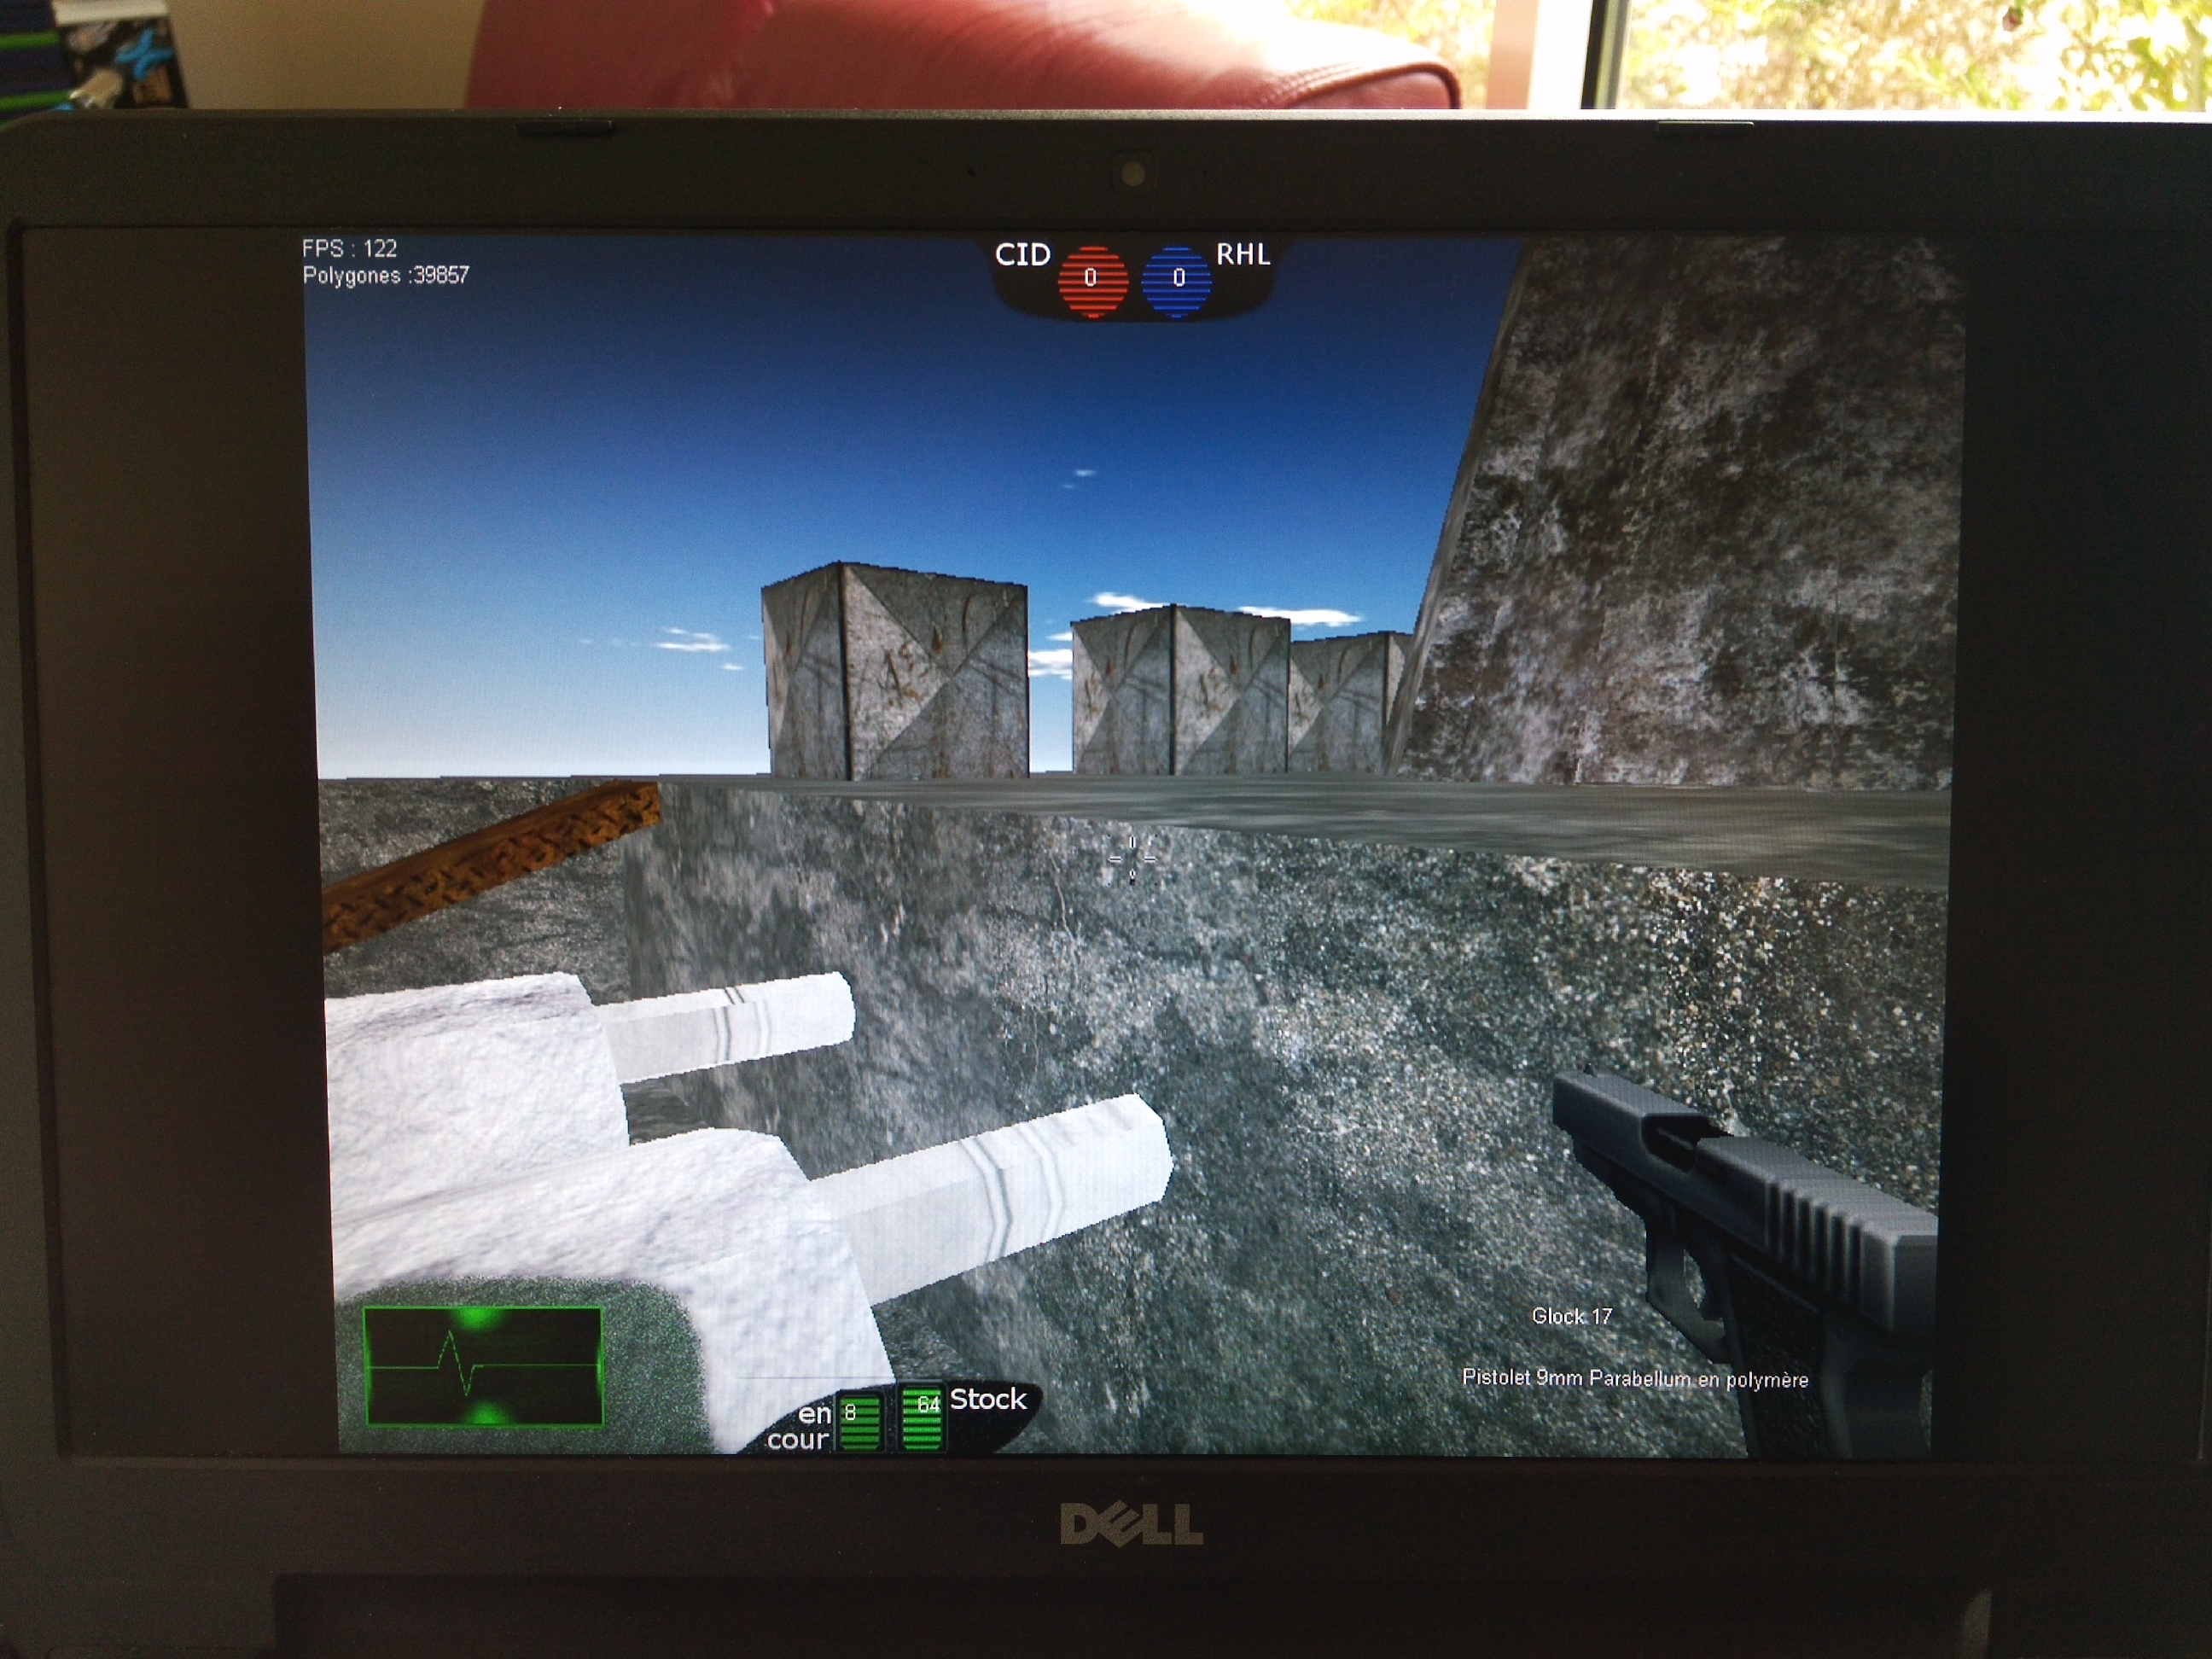 FPS : 122
Polygones :39857
CID 0 0 RHL
Glock 17
Pistolet 9mm Parabellum en polymère
en 8 64 Stock
cour
DELL